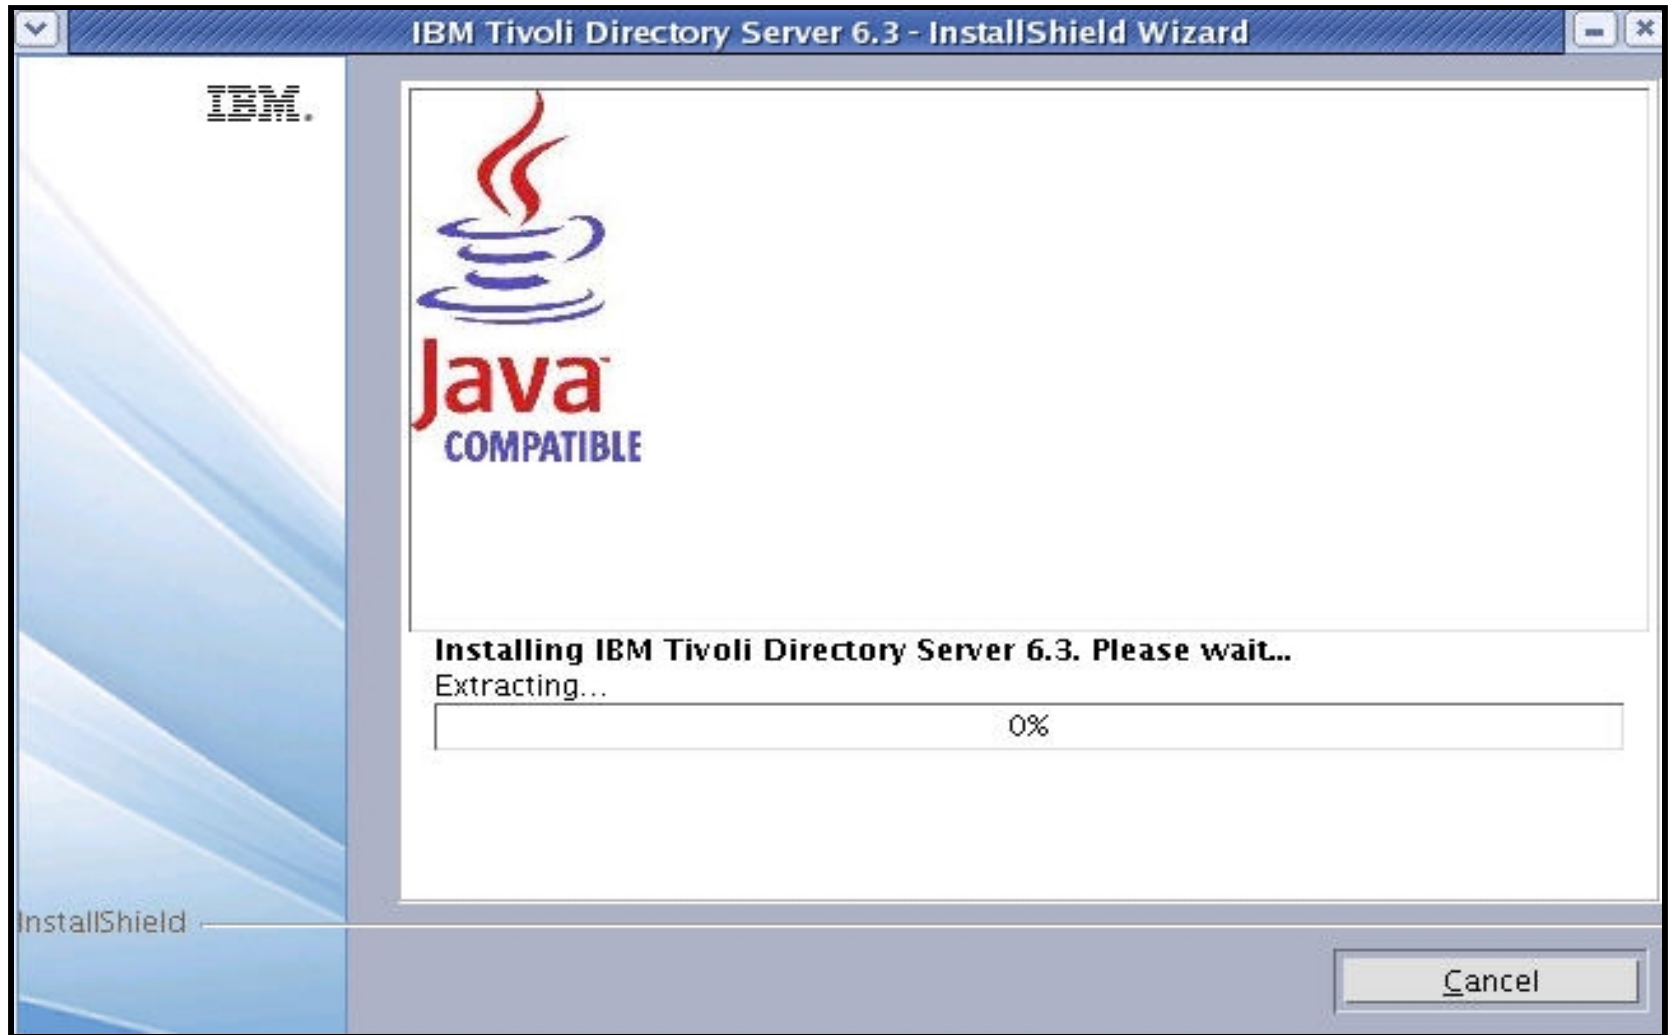 IBM Tivoli Directory Server 6.3 - InstallShield Wizard
IBM.
Java™
COMPATIBLE
Installing IBM Tivoli Directory Server 6.3. Please wait...
Extracting...
0%
InstallShield
Cancel